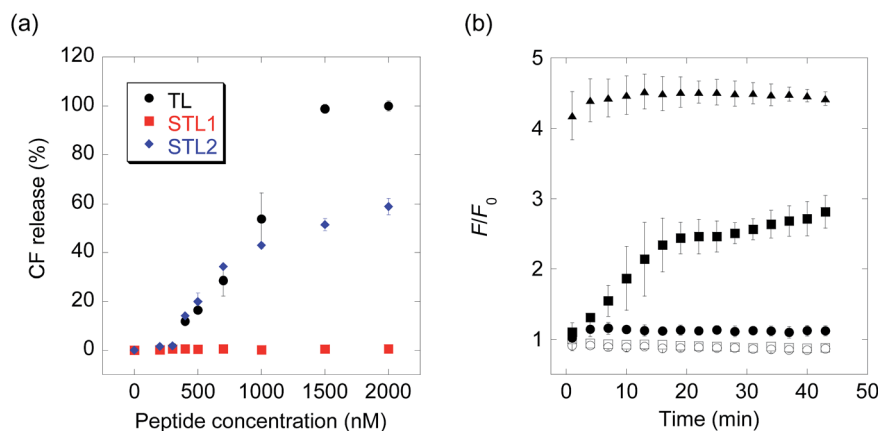 (a)
120
100
80
60
40
20
0
CF release (%)
TL
STL1
STL2
0 500 1000 1500 2000
Peptide concentration (nM)
(b)
5
4
3
2
1
0
F/F0
0 10 20 30 40 50
Time (min)